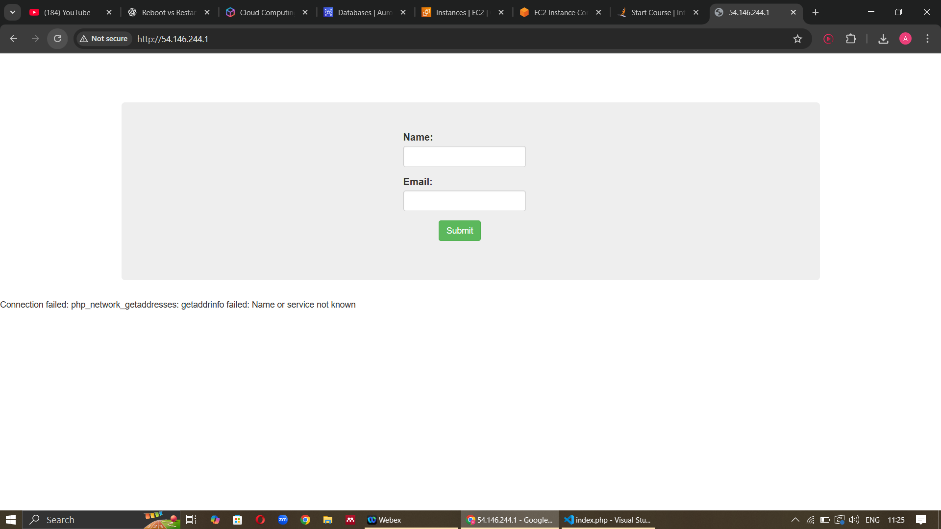 (184) YouTube
Reboot vs Restar
Cloud Computin
Databases | Auro
Instances | EC2 |
EC2 Instance Co
Start Course | In
54.146.244.1
Not secure
http://54.146.244.1
A
Name:
Email:
Submit
Connection failed: php_network_getaddresses: getaddrinfo failed: Name or service not known
Search
Webex
54.146.244.1 - Google...
index.php - Visual Stu...
ENG
11:25